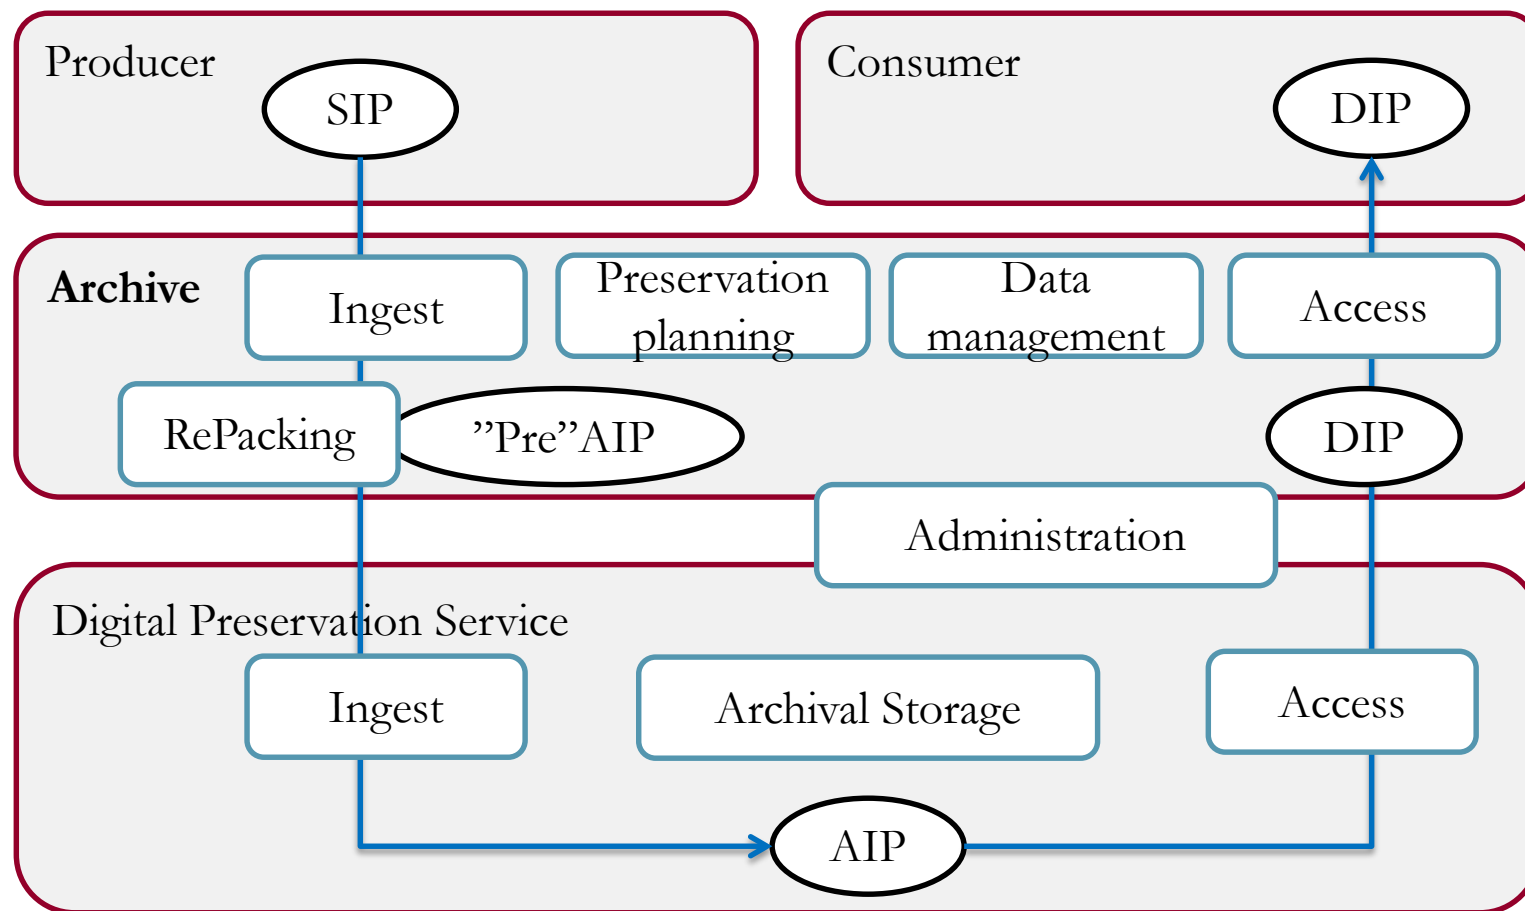 Producer
SIP
Consumer
DIP
Archive
Ingest
Preservation
planning
Data
management
Access
RePacking
”Pre”AIP
DIP
Administration
Digital Preservation Service
Ingest
Archival Storage
Access
AIP